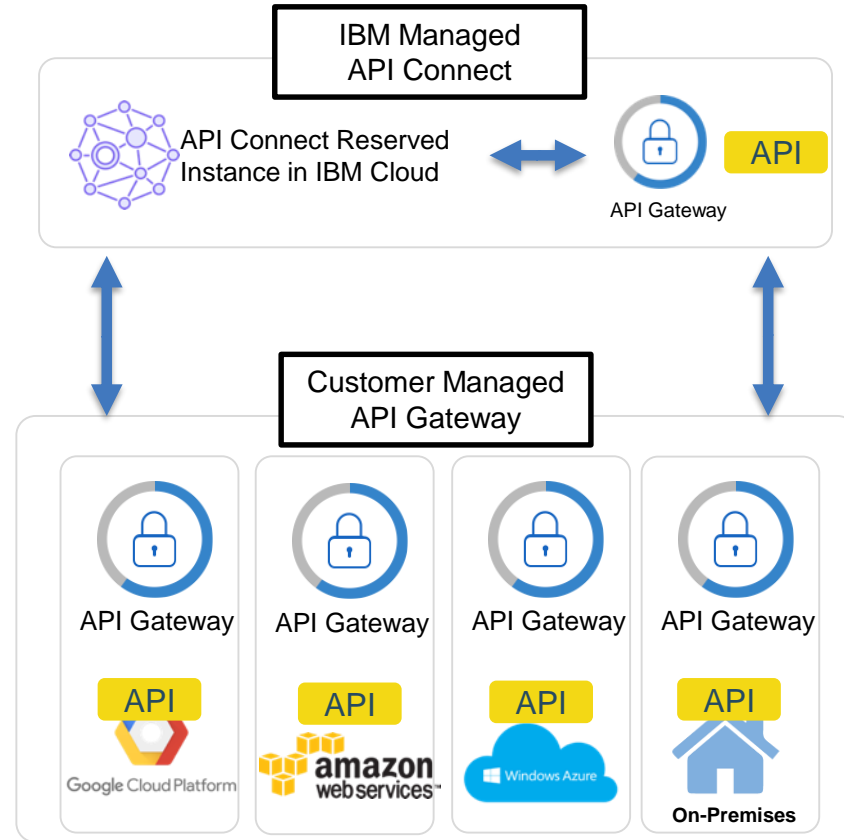 IBM Managed
API Connect
API Connect Reserved
Instance in IBM Cloud
API
API Gateway
Customer Managed
API Gateway
API Gateway
API Gateway
API Gateway
API Gateway
API
API
API
API
Google Cloud Platform
amazon
webservices™
Windows Azure
On-Premises